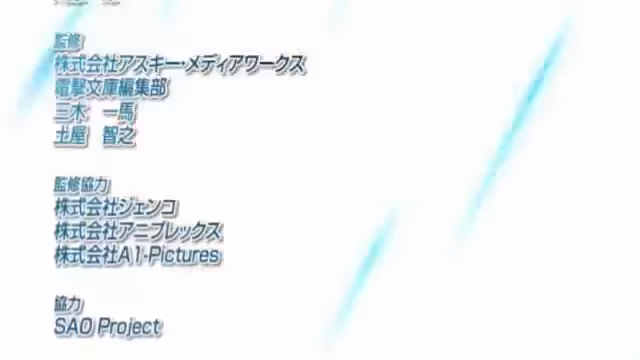 監修
株式会社アスキー・メディアワークス
電撃文庫編集部
三木 一馬
土屋 智之
監修協力
株式会社ジェンコ
株式会社アニプレックス
株式会社A1-Pictures
協力
SAO Project